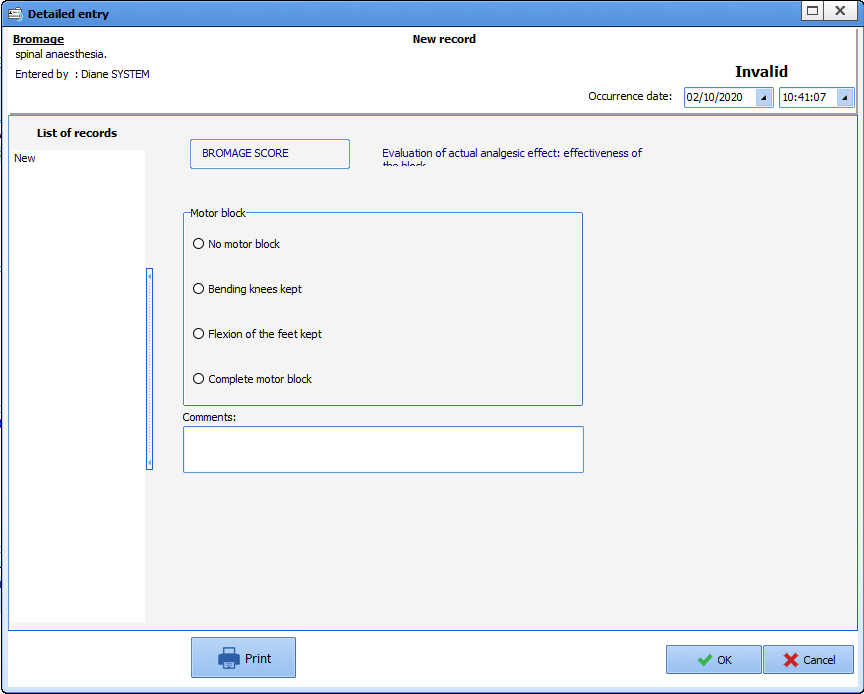 Detailed entry
Bromage
New record
spinal anaesthesia.
Entered by : Diane SYSTEM
Invalid
Occurrence date: 02/10/2020 10:41:07
List of records
New
BROMAGE SCORE
Evaluation of actual analgesic effect: effectiveness of
the block
Motor block
No motor block
Bending knees kept
Flexion of the feet kept
Complete motor block
Comments:
Print
OK
Cancel